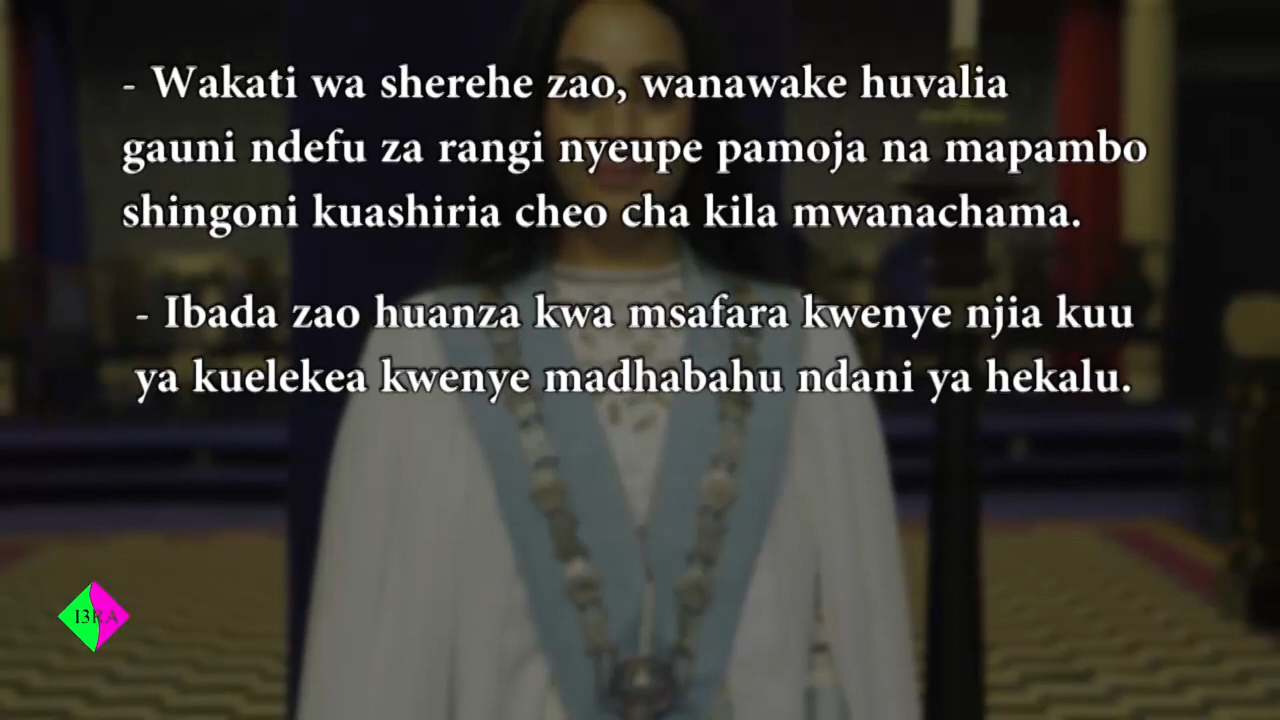 - Wakati wa sherehe zao, wanawake huvalia
gauni ndefu za rangi nyeupe pamoja na mapambo
shingoni kuashiria cheo cha kila mwanachama.
- Ibada zao huanza kwa msafara kwenye njia kuu
ya kuelekea kwenye madhabahu ndani ya hekalu.
I3RA